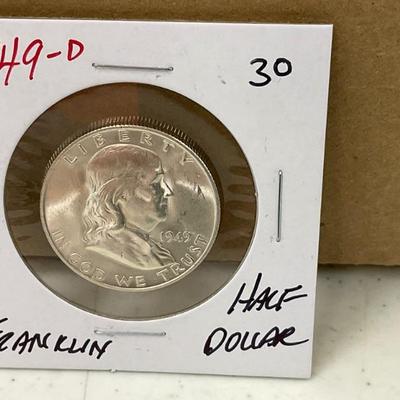 49-D
30
LIBERTY
1949
IN GOD WE TRUST
FRANKLIN
HALF
DOLLAR